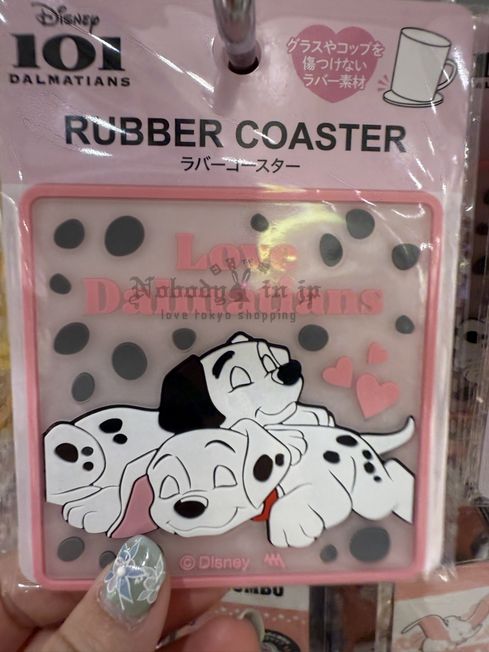 Disney
101
DALMATIANS
グラスやコップを
傷つけない
ラバー素材
RUBBER COASTER
ラバーコースター
Love
Dalmatians
Nobody in jp
love tokyo shopping
© Disney